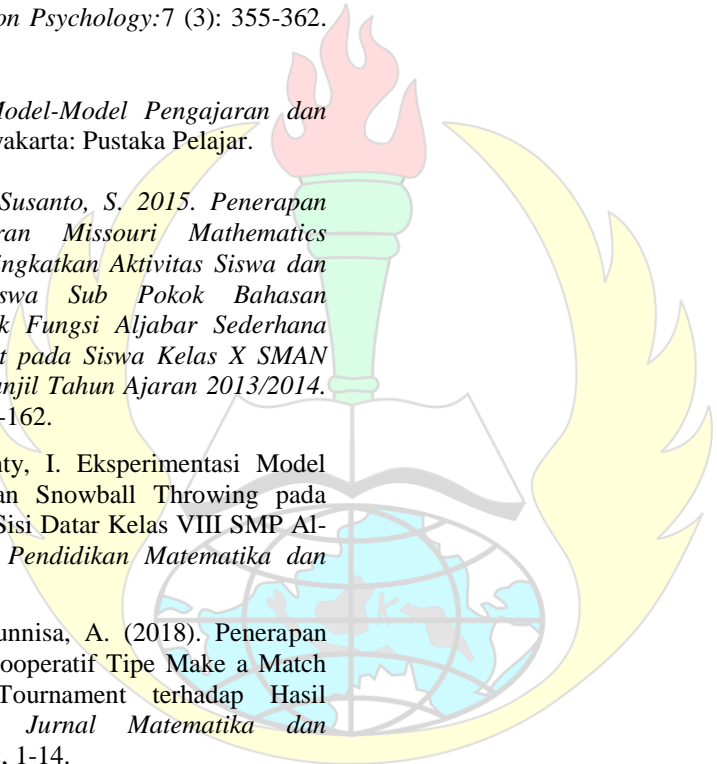 on Psychology:7 (3): 355-362.
Model-Model Pengajaran dan
yakarta: Pustaka Pelajar.
Susanto, S. 2015. Penerapan
ran Missouri Mathematics
ingkatkan Aktivitas Siswa dan
swa Sub Pokok Bahasan
k Fungsi Aljabar Sederhana
t pada Siswa Kelas X SMAN
anjil Tahun Ajaran 2013/2014.
-162.
nty, I. Eksperimentasi Model
an Snowball Throwing pada
Sisi Datar Kelas VIII SMP Al-
Pendidikan Matematika dan
unnisa, A. (2018). Penerapan
ooperatif Tipe Make a Match
Tournament terhadap Hasil
Jurnal Matematika dan
, 1-14.